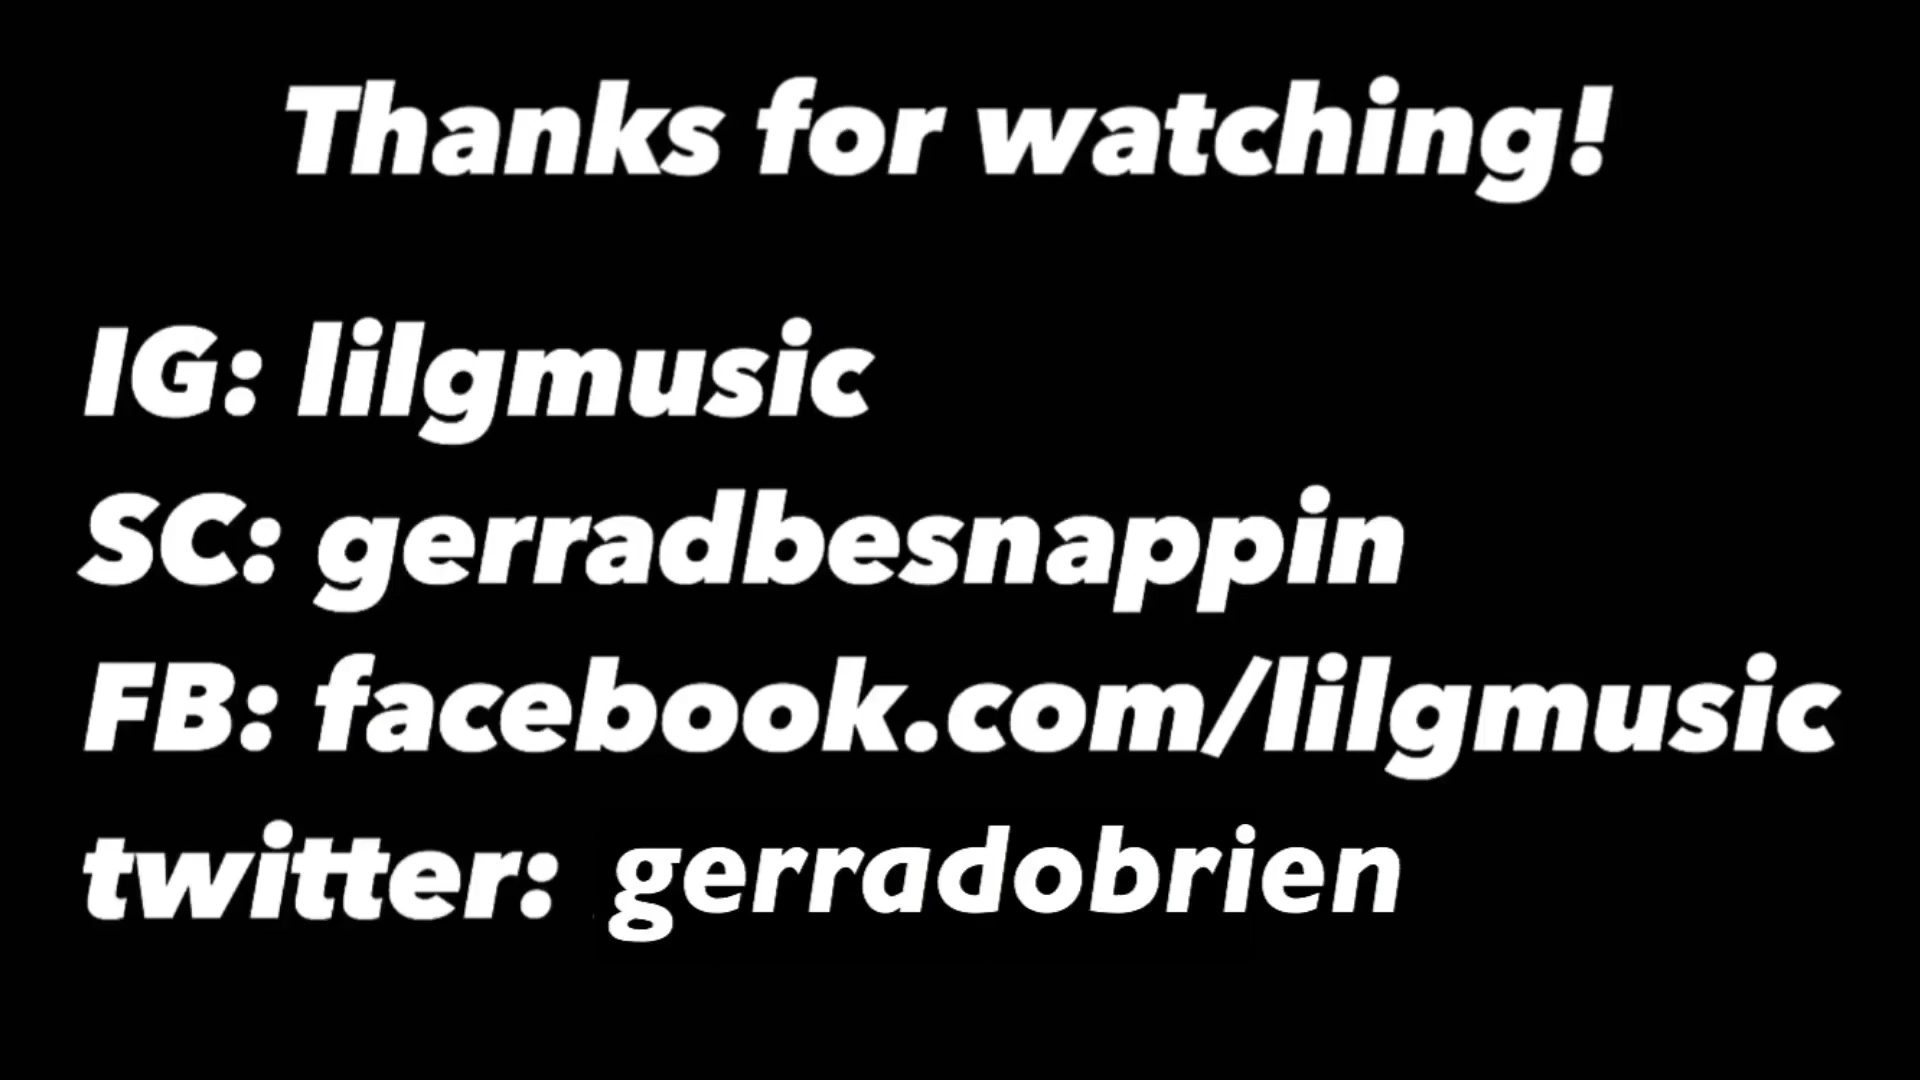 Thanks for watching!
IG: lilgmusic
SC: gerradbesnappin
FB: facebook.com/lilgmusic
twitter: gerradobrien